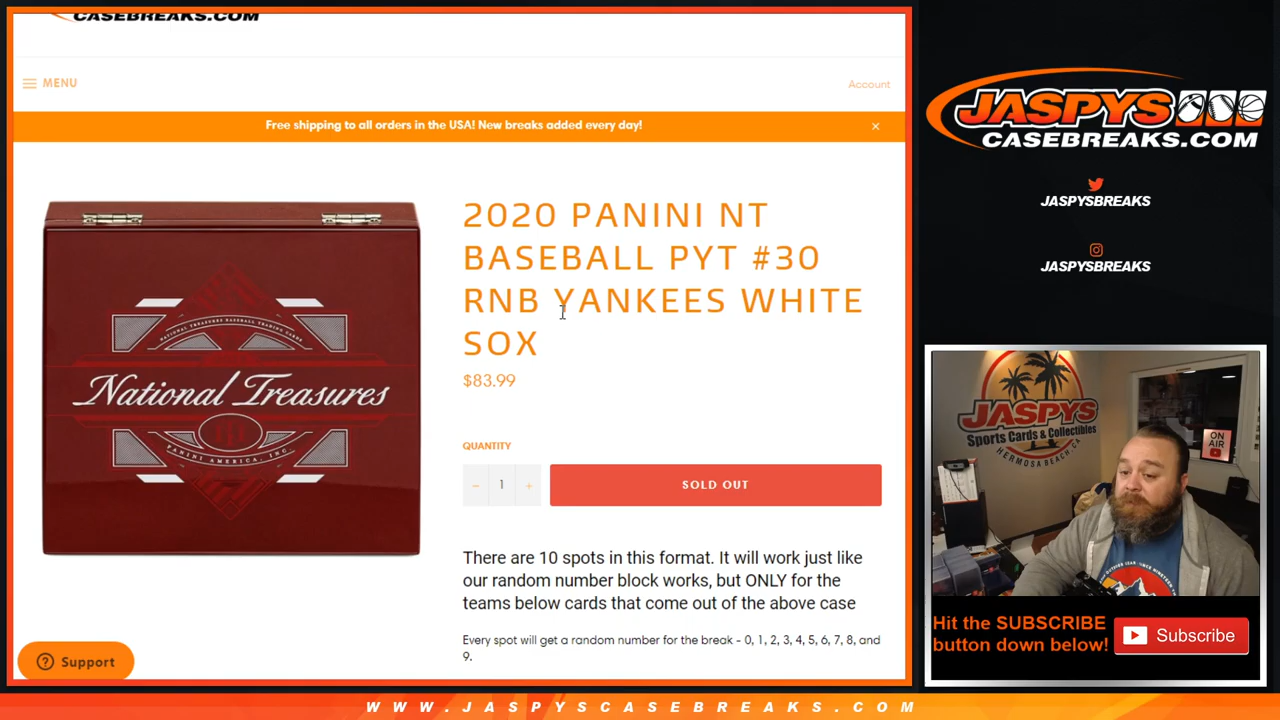 CASEBREAKS.COM
MENU
Account
Free shipping to all orders in the USA! New breaks added every day!
×
NATIONAL TREASURES BASEBALL TRADING CARDS
National Treasures
PANINI AMERICA, INC.
2020 PANINI NT
BASEBALL PYT #30
RNB YANKEES WHITE
SOX
$83.99
QUANTITY
− 1 +
SOLD OUT
There are 10 spots in this format. It will work just like
our random number block works, but ONLY for the
teams below cards that come out of the above case
Every spot will get a random number for the break - 0, 1, 2, 3, 4, 5, 6, 7, 8, and
9.
Support
JASPYS
CASEBREAKS.COM
JASPYSBREAKS
JASPYSBREAKS
JASPYS
Sports Cards & Collectibles
HERMOSA BEACH, CA
ON
AIR
Hit the SUBSCRIBE
button down below!
Subscribe
WWW.JASPYSCASEBREAKS.COM